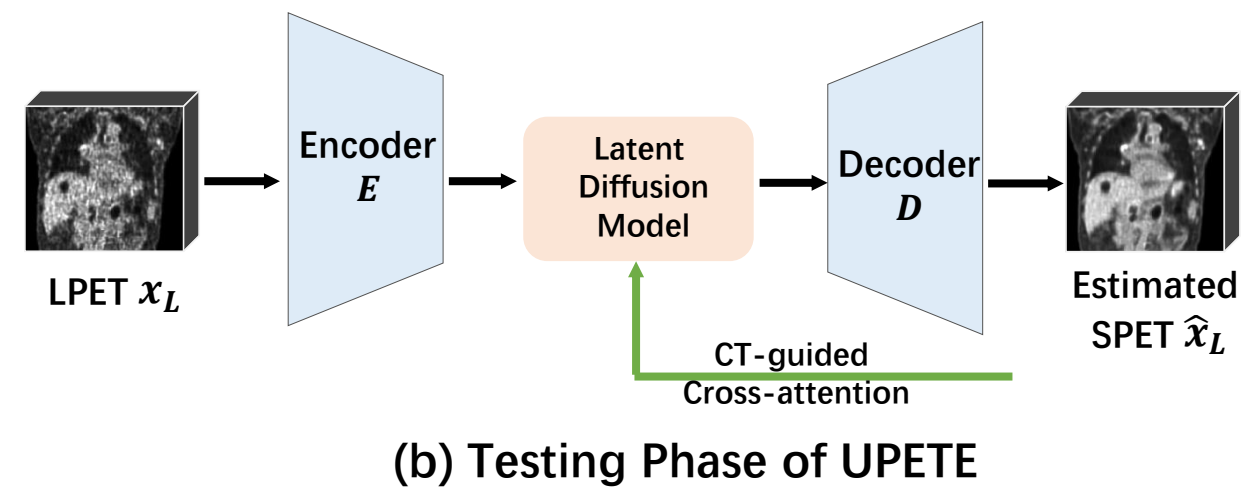 Encoder
E
Latent
Diffusion
Model
Decoder
D
LPET x_L
Estimated
SPET x̂_L
CT-guided
Cross-attention
(b) Testing Phase of UPETE